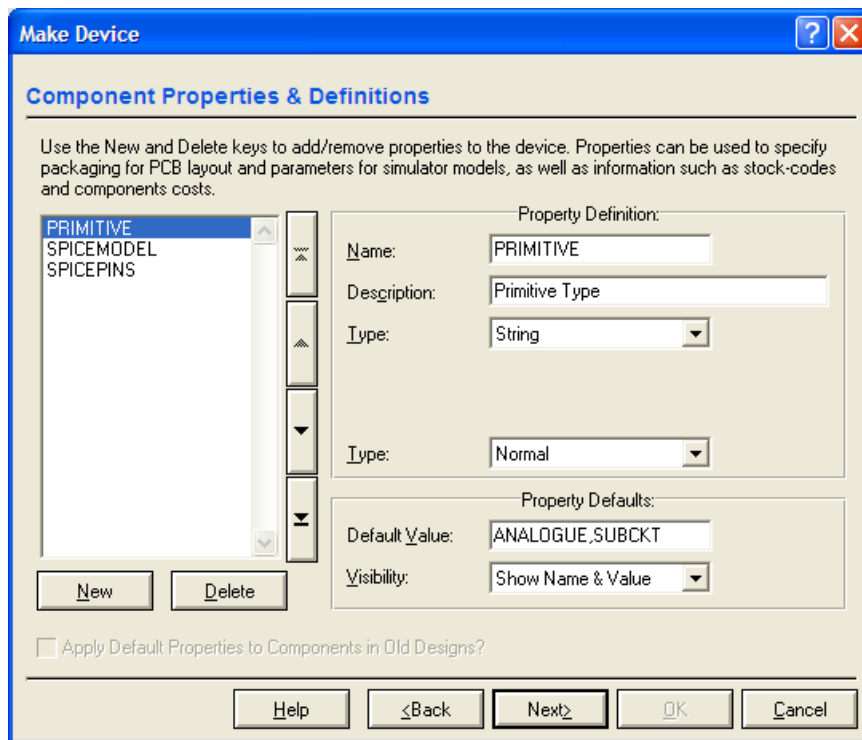 Make Device
Component Properties & Definitions
Use the New and Delete keys to add/remove properties to the device. Properties can be used to specify
packaging for PCB layout and parameters for simulator models, as well as information such as stock-codes
and components costs.
PRIMITIVE
SPICEMODEL
SPICEPINS
New
Delete
Property Definition:
Name: PRIMITIVE
Description: Primitive Type
Type: String
Type: Normal
Property Defaults:
Default Value: ANALOGUE,SUBCKT
Visibility: Show Name & Value
Apply Default Properties to Components in Old Designs?
Help <Back Next> OK Cancel